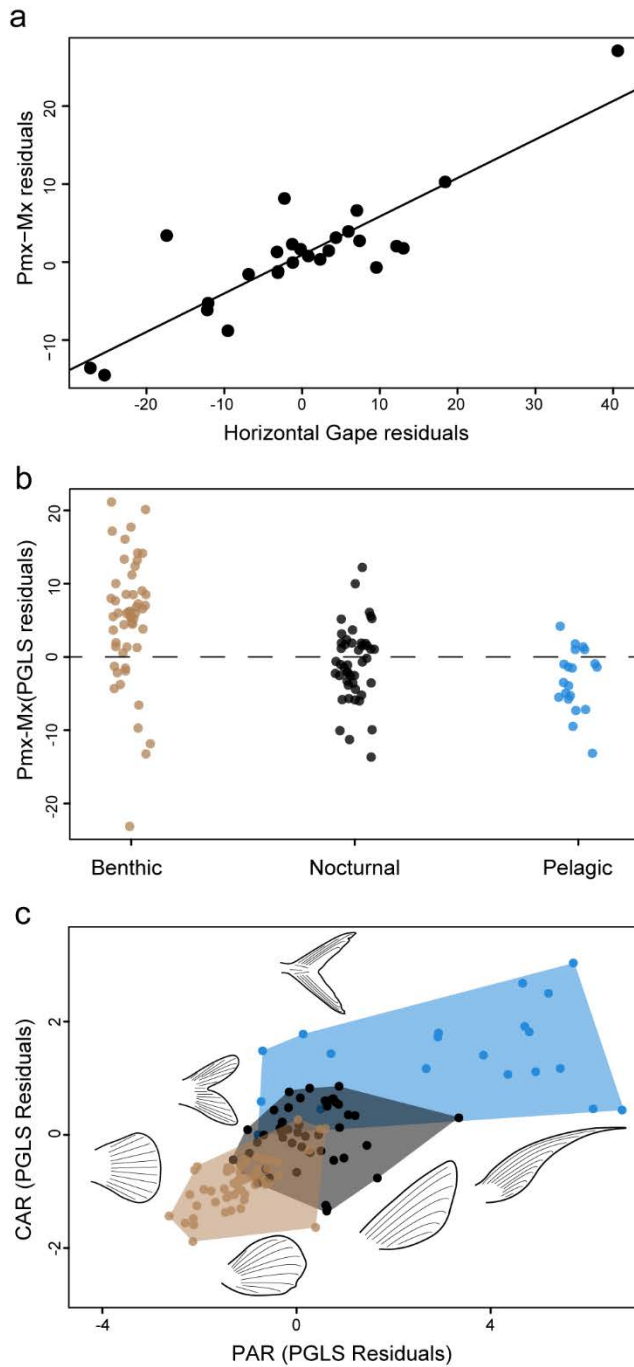 a
Pmx−Mx residuals
20
10
0
-10
-20
-10
0
10
20
30
40
Horizontal Gape residuals
b
Pmx-Mx(PGLS residuals)
20
10
0
-10
-20
Benthic
Nocturnal
Pelagic
c
CAR (PGLS Residuals)
2
0
-2
-4
0
4
PAR (PGLS Residuals)